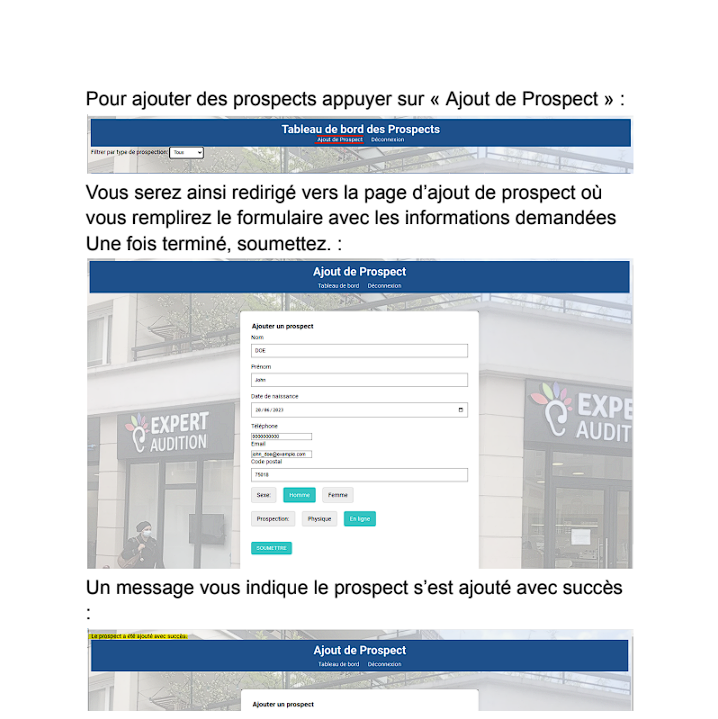 Pour ajouter des prospects appuyer sur « Ajout de Prospect » :
Tableau de bord des Prospects
Ajout de Prospect Déconnexion
Filtrer par type de prospection: Tous
Vous serez ainsi redirigé vers la page d’ajout de prospect où
vous remplirez le formulaire avec les informations demandées
Une fois terminé, soumettez. :
Ajout de Prospect
Tableau de bord Déconnexion
Ajouter un prospect
Nom
DOE
Prénom
John
Date de naissance
20/06/2023
Téléphone
0000000000
Email
john_doe@example.com
Code postal
75018
Sexe: Homme Femme
Prospection: Physique En ligne
SOUMETTRE
EXPERT
AUDITION
EXPE
AUDIT
Un message vous indique le prospect s’est ajouté avec succès
:
Le prospect a été ajouté avec succès.
Ajout de Prospect
Tableau de bord Déconnexion
Ajouter un prospect